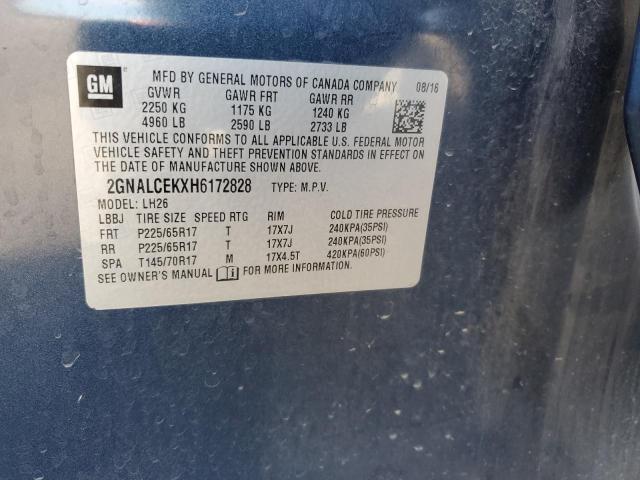 GM
MFD BY GENERAL MOTORS OF CANADA COMPANY 08/16
GVWR GAWR FRT GAWR RR
2250 KG 1175 KG 1240 KG
4960 LB 2590 LB 2733 LB
THIS VEHICLE CONFORMS TO ALL APPLICABLE U.S. FEDERAL MOTOR
VEHICLE SAFETY AND THEFT PREVENTION STANDARDS IN EFFECT ON
THE DATE OF MANUFACTURE SHOWN ABOVE.
2GNALCEKXH6172828 TYPE: M.P.V.
MODEL: LH26
LBBJ TIRE SIZE SPEED RTG RIM COLD TIRE PRESSURE
FRT P225/65R17 T 17X7J 240KPA(35PSI)
RR P225/65R17 T 17X7J 240KPA(35PSI)
SPA T145/70R17 M 17X4.5T 420KPA(60PSI)
SEE OWNER'S MANUAL FOR MORE INFORMATION.